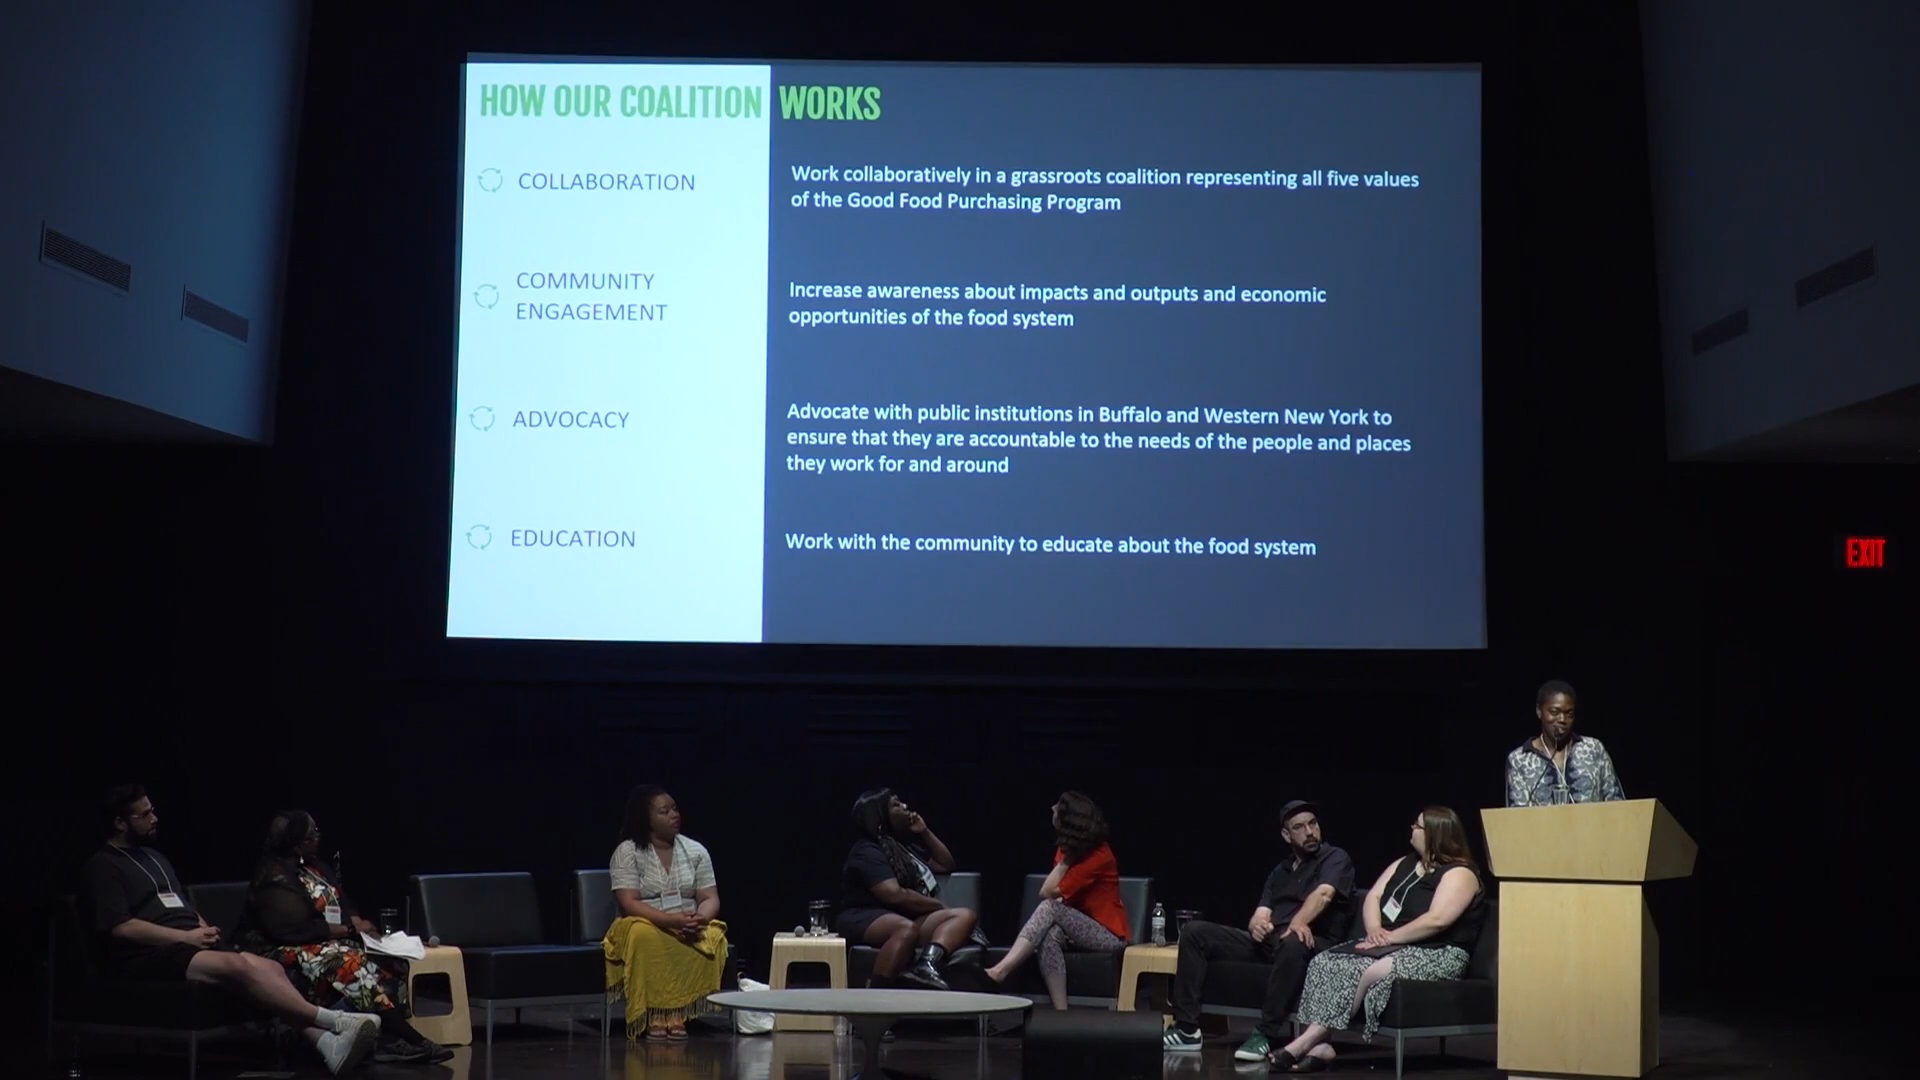 HOW OUR COALITION WORKS
COLLABORATION
Work collaboratively in a grassroots coalition representing all five values
of the Good Food Purchasing Program
COMMUNITY
ENGAGEMENT
Increase awareness about impacts and outputs and economic
opportunities of the food system
ADVOCACY
Advocate with public institutions in Buffalo and Western New York to
ensure that they are accountable to the needs of the people and places
they work for and around
EDUCATION
Work with the community to educate about the food system
EXIT